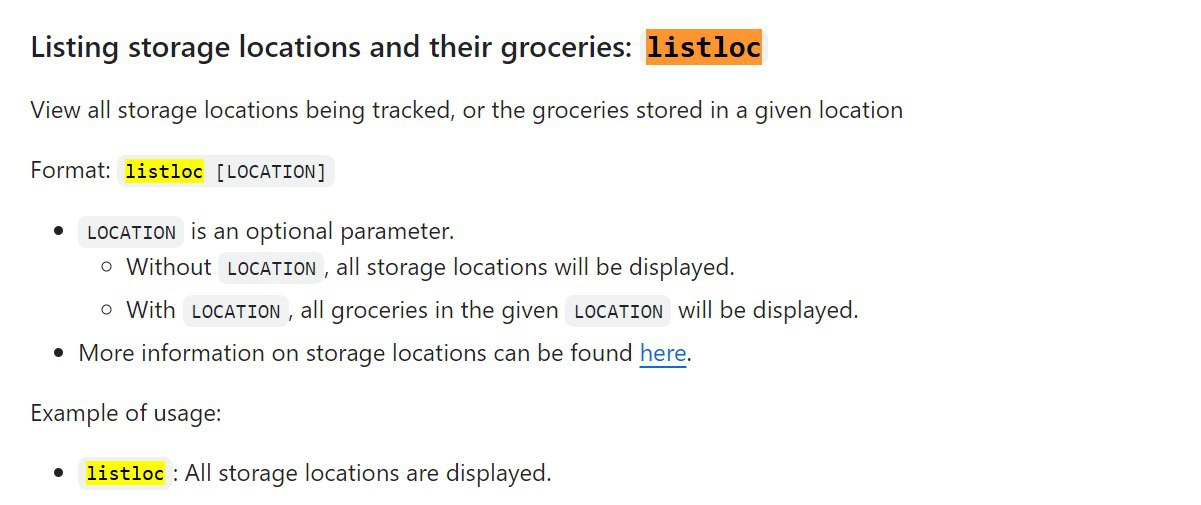 Listing storage locations and their groceries: listloc
View all storage locations being tracked, or the groceries stored in a given location
Format: listloc [LOCATION]
LOCATION is an optional parameter.
Without LOCATION, all storage locations will be displayed.
With LOCATION, all groceries in the given LOCATION will be displayed.
More information on storage locations can be found here.
Example of usage:
listloc: All storage locations are displayed.